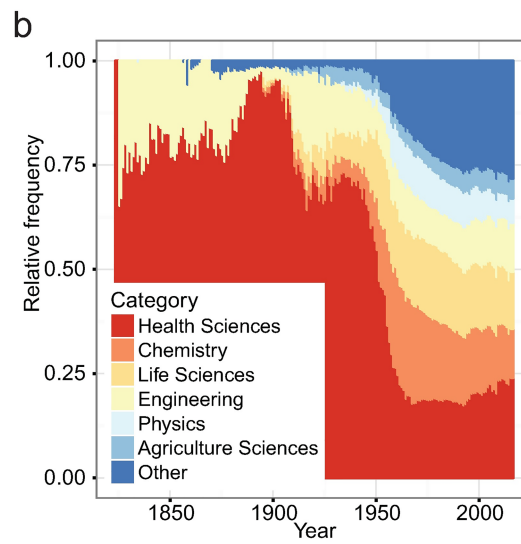 b
Relative frequency
1.00
0.75
0.50
0.25
0.00
Category
Health Sciences
Chemistry
Life Sciences
Engineering
Physics
Agriculture Sciences
Other
1850 1900 1950 2000
Year